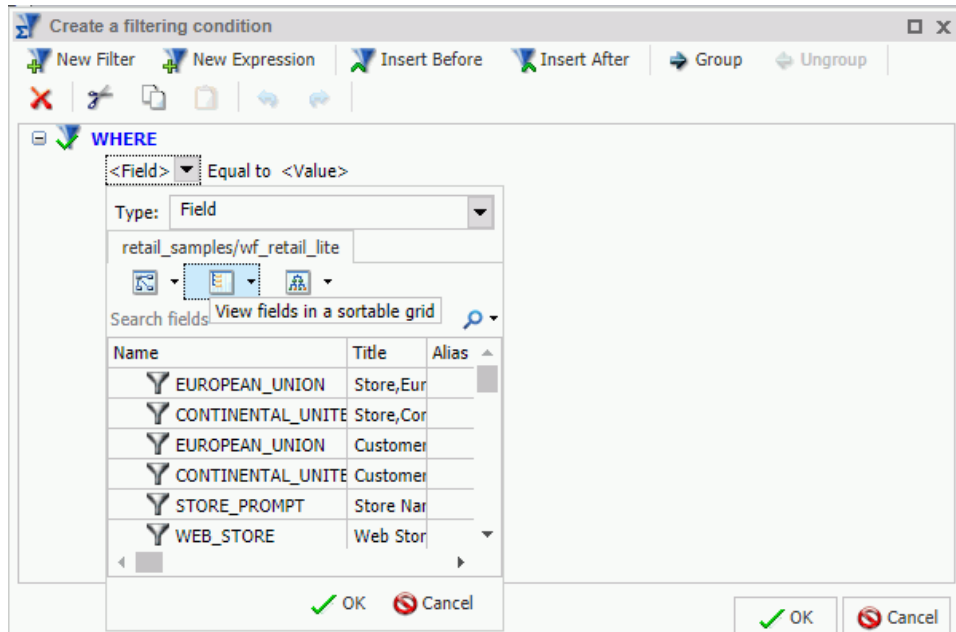 Create a filtering condition
New Filter New Expression Insert Before Insert After Group Ungroup
WHERE
<Field> Equal to <Value>
Type: Field
retail_samples/wf_retail_lite
View fields in a sortable grid
Search fields
Name Title Alias
EUROPEAN_UNION Store,Eur
CONTINENTAL_UNITE Store,Cor
EUROPEAN_UNION Customer
CONTINENTAL_UNITE Customer
STORE_PROMPT Store Nar
WEB_STORE Web Stor
OK Cancel
OK Cancel